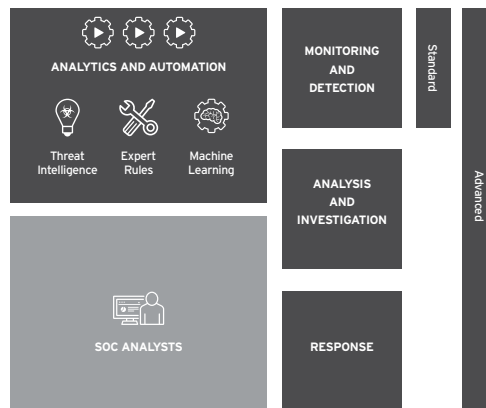 ANALYTICS AND AUTOMATION
Threat
Intelligence
Expert
Rules
Machine
Learning
SOC ANALYSTS
MONITORING
AND
DETECTION
ANALYSIS
AND
INVESTIGATION
RESPONSE
Standard
Advanced